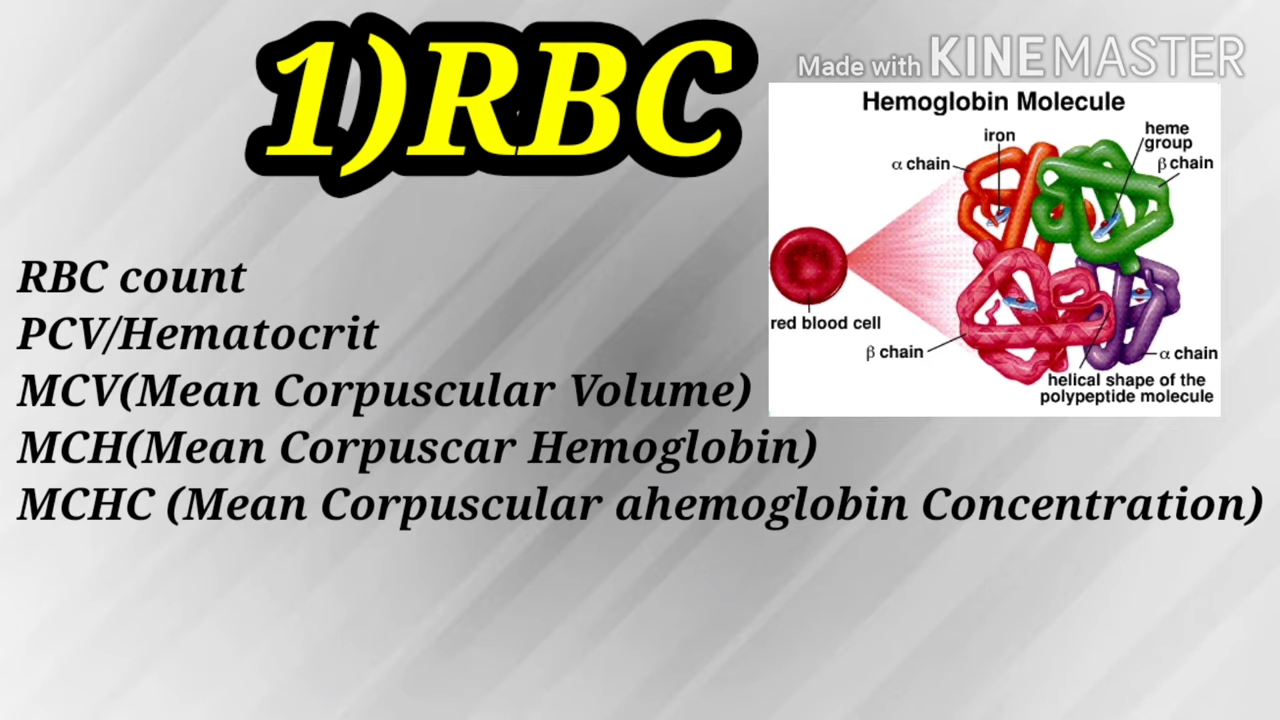 1)RBC
Made with KINEMASTER
Hemoglobin Molecule
iron
heme
group
α chain
β chain
red blood cell
β chain
α chain
helical shape of the
polypeptide molecule
RBC count
PCV/Hematocrit
MCV(Mean Corpuscular Volume)
MCH(Mean Corpuscar Hemoglobin)
MCHC (Mean Corpuscular ahemoglobin Concentration)